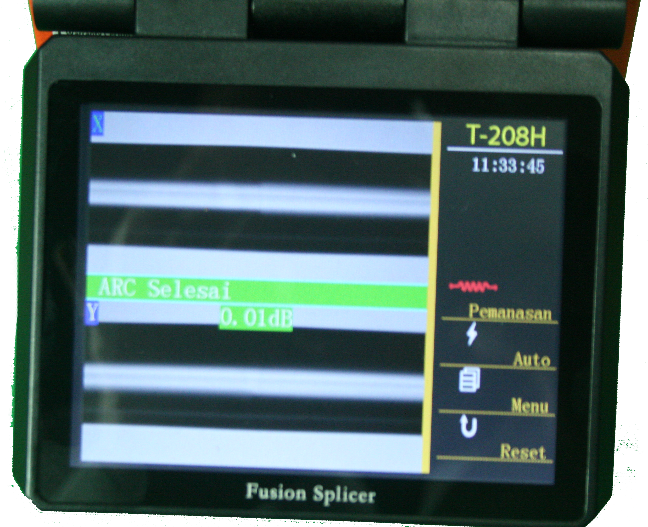 X
T-208H
11:33:45
ARC Selesai
Y
0.01dB
Pemanasan
Auto
Menu
Reset
Fusion Splicer